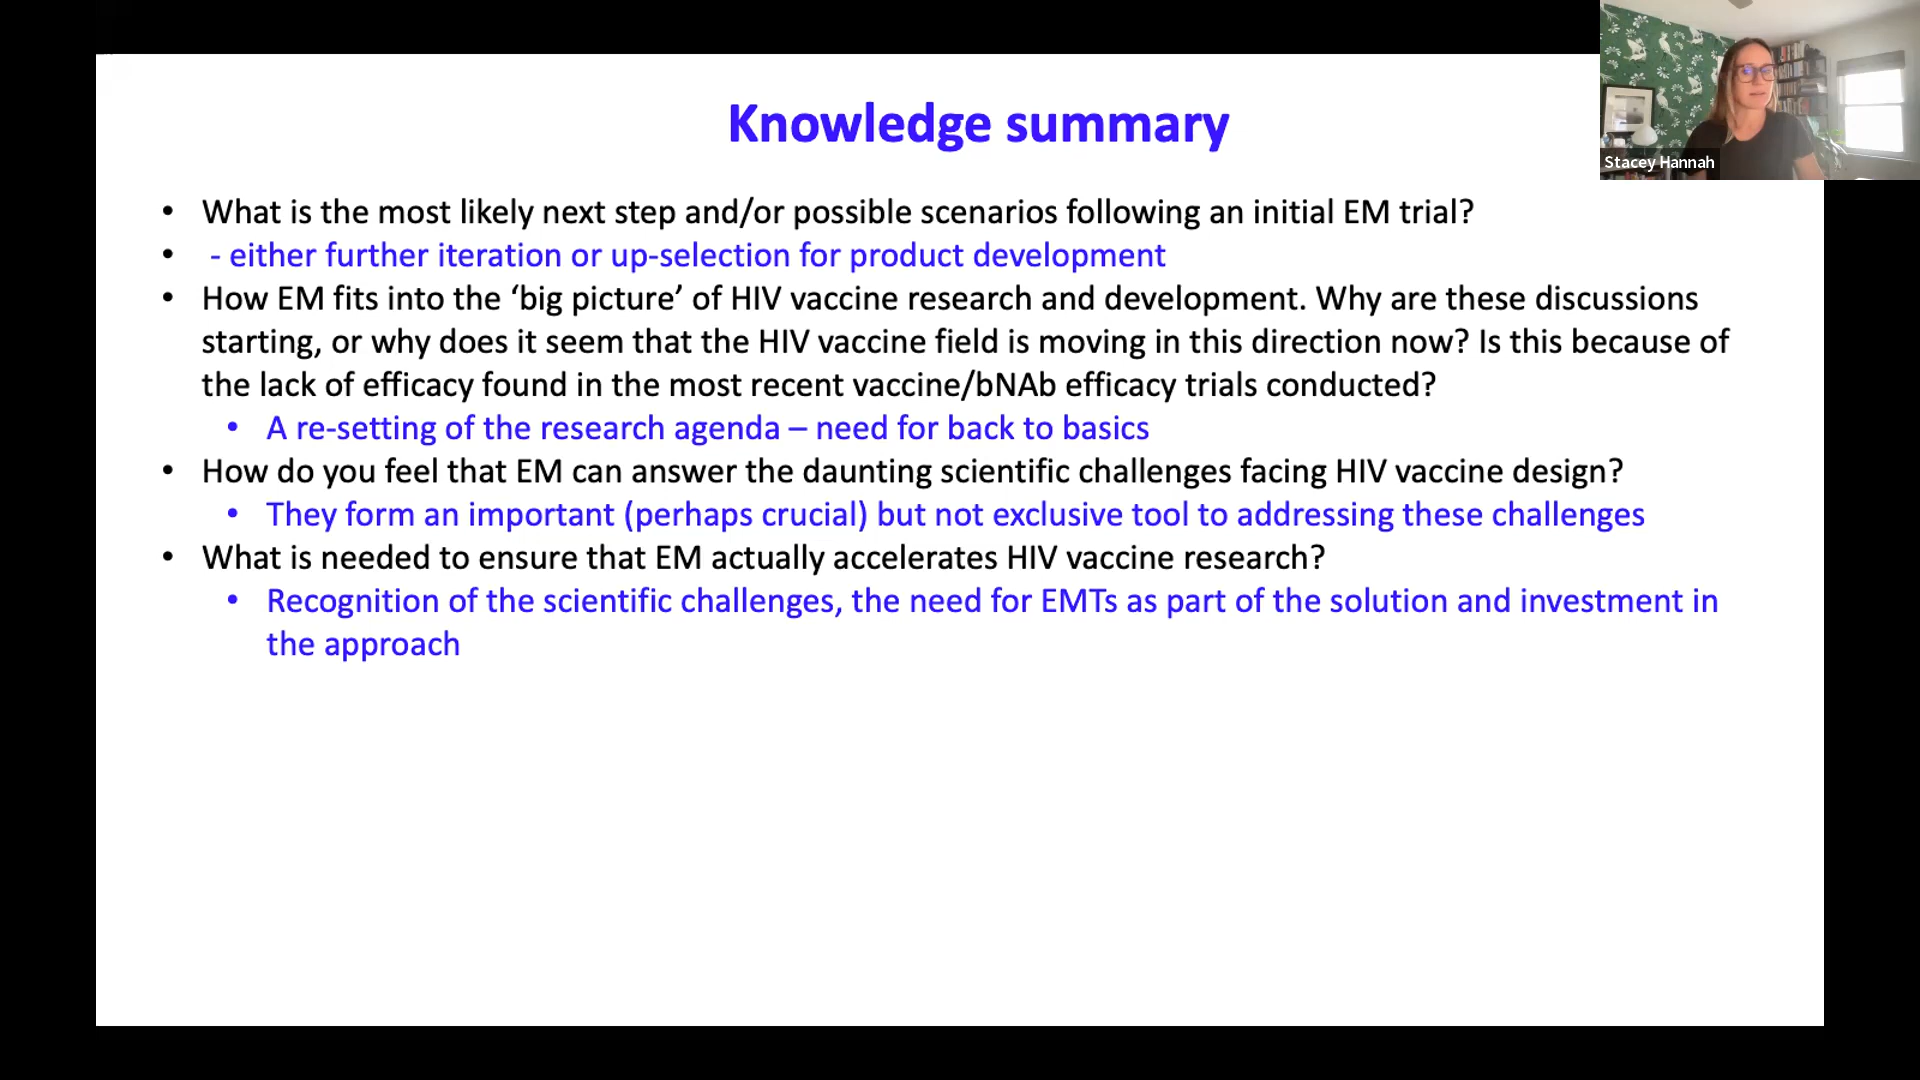 Knowledge summary
Stacey Hannah
• What is the most likely next step and/or possible scenarios following an initial EM trial?
• - either further iteration or up-selection for product development
• How EM fits into the ‘big picture’ of HIV vaccine research and development. Why are these discussions
starting, or why does it seem that the HIV vaccine field is moving in this direction now? Is this because of
the lack of efficacy found in the most recent vaccine/bNAb efficacy trials conducted?
• A re-setting of the research agenda – need for back to basics
• How do you feel that EM can answer the daunting scientific challenges facing HIV vaccine design?
• They form an important (perhaps crucial) but not exclusive tool to addressing these challenges
• What is needed to ensure that EM actually accelerates HIV vaccine research?
• Recognition of the scientific challenges, the need for EMTs as part of the solution and investment in
the approach